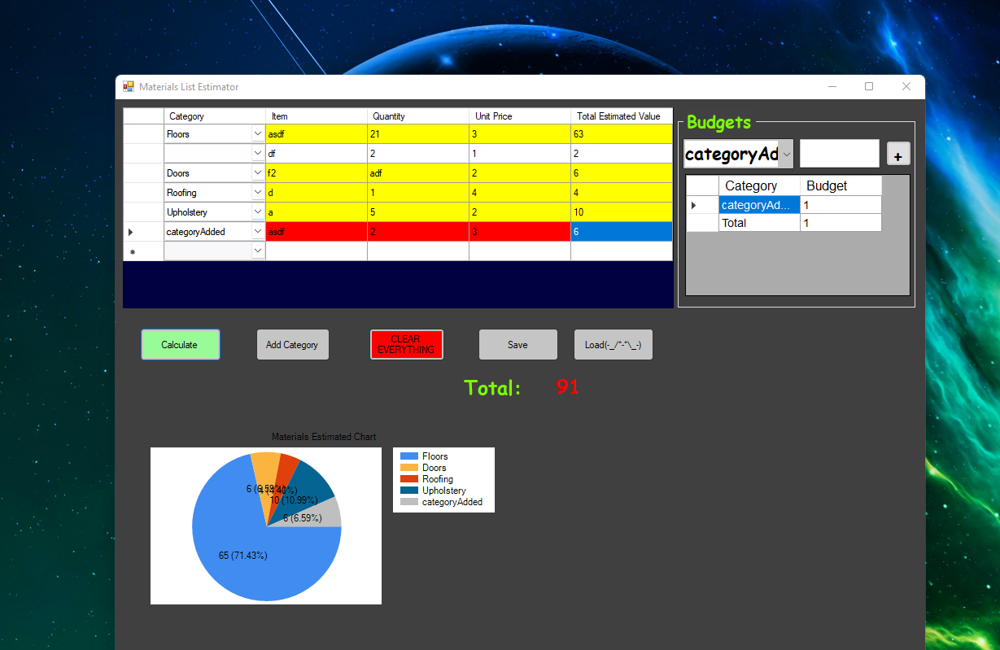 Materials List Estimator
Category Item Quantity Unit Price Total Estimated Value
Floors asdf 21 3 63
df 2 1 2
Doors f2 adf 2 6
Roofing d 1 4 4
Upholstery a 5 2 10
categoryAdded asdf 2 3 6
Budgets
categoryAd
+
Category Budget
categoryAd... 1
Total 1
Calculate
Add Category
CLEAR
EVERYTHING
Save
Load(-_/"-"\_-)
Total: 91
Materials Estimated Chart
6 (6.59%)
4 (4.40%)
10 (10.99%)
6 (6.59%)
65 (71.43%)
Floors
Doors
Roofing
Upholstery
categoryAdded